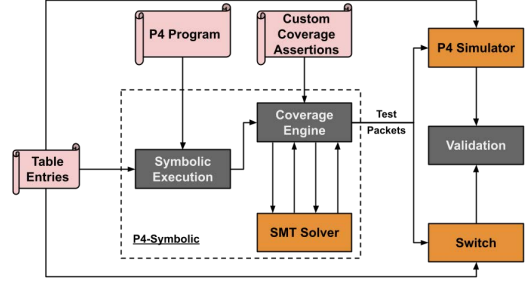 P4 Program
Custom
Coverage
Assertions
P4 Simulator
Coverage
Engine
Test
Packets
Validation
Table
Entries
Symbolic
Execution
SMT Solver
Switch
P4-Symbolic